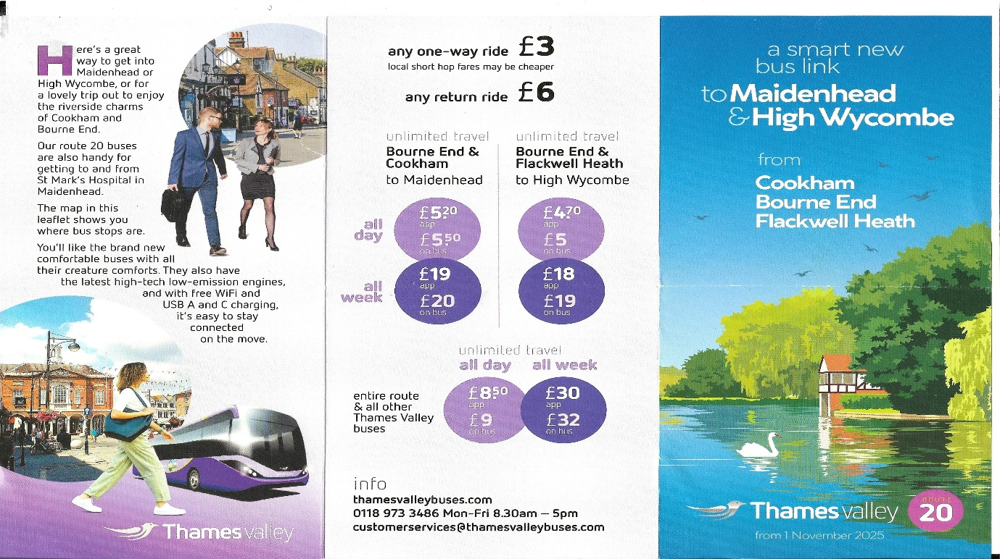 Here's a great
way to get into
Maidenhead or
High Wycombe, or for
a lovely trip out to enjoy
the riverside charms
of Cookham and
Bourne End.
Our route 20 buses
are also handy for
getting to and from
St Mark's Hospital in
Maidenhead.
The map in this
leaflet shows you
where bus stops are.
You'll like the brand new
comfortable buses with all
their creature comforts. They also have
the latest high-tech low-emission engines,
and with free WiFi and
USB A and C charging,
it's easy to stay
connected
on the move.
Thames valley
any one-way ride £3
local short hop fares may be cheaper
any return ride £6
unlimited travel
Bourne End &
Cookham
to Maidenhead
unlimited travel
Bourne End &
Flackwell Heath
to High Wycombe
all
day
£5.20
app
£5.50
on bus
£4.70
app
£5
on bus
all
week
£19
app
£20
on bus
£18
app
£19
on bus
unlimited travel
all day all week
entire route
& all other
Thames Valley
buses
£8.50
app
£9
on bus
£30
app
£32
on bus
info
thamesvalleybuses.com
0118 973 3486 Mon-Fri 8.30am – 5pm
customerservices@thamesvalleybuses.com
a smart new
bus link
to Maidenhead
& High Wycombe
from
Cookham
Bourne End
Flackwell Heath
Thames valley
ROUTE
20
from 1 November 2025